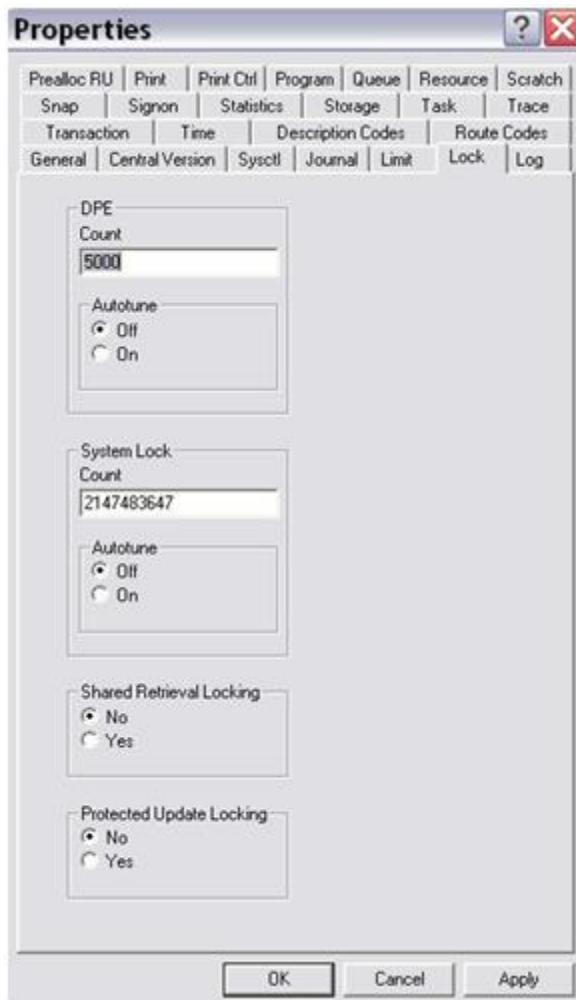 Properties
Prealloc RU Print Print Ctrl Program Queue Resource Scratch
Snap Signon Statistics Storage Task Trace
Transaction Time Description Codes Route Codes
General Central Version Sysctl Journal Limit Lock Log
DPE
Count
5000
Autotune
Off
On
System Lock
Count
2147483647
Autotune
Off
On
Shared Retrieval Locking
No
Yes
Protected Update Locking
No
Yes
OK Cancel Apply